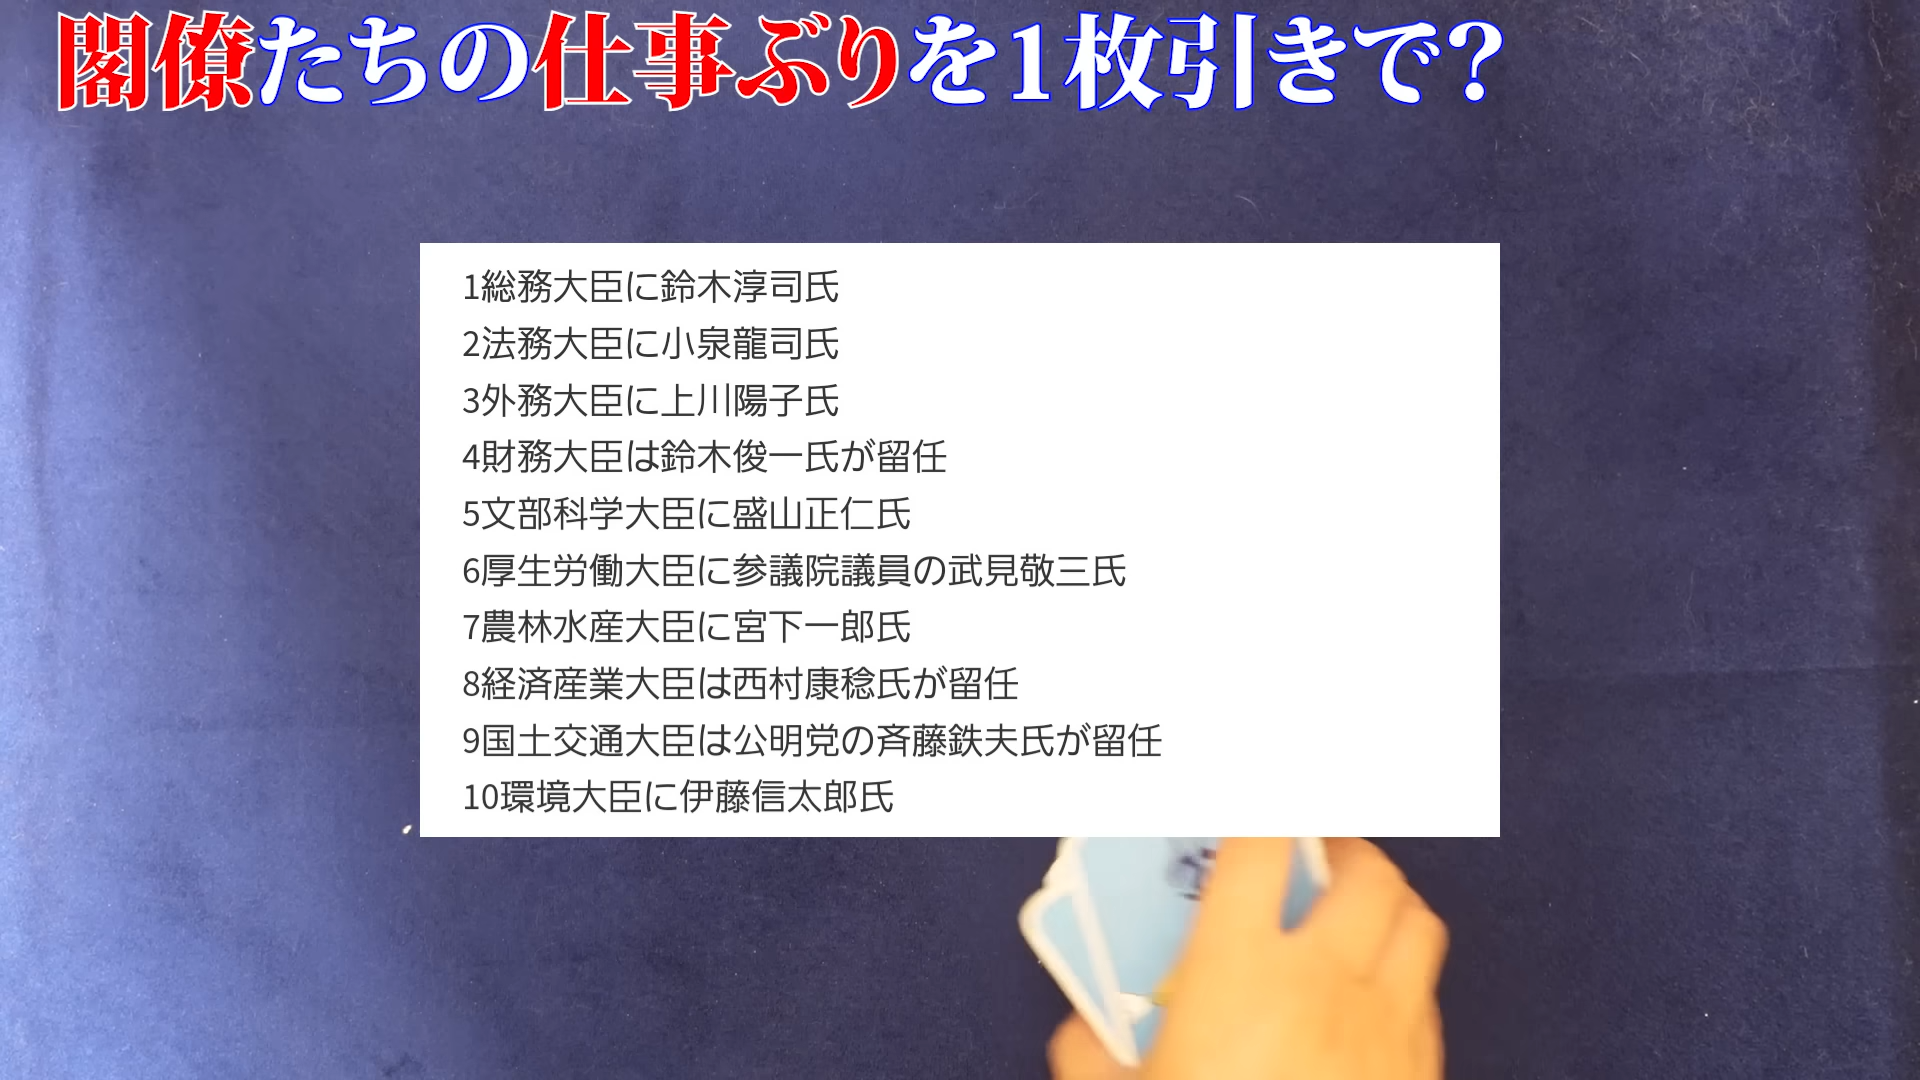 閣僚たちの仕事ぶりを1枚引きで?
1総務大臣に鈴木淳司氏
2法務大臣に小泉龍司氏
3外務大臣に上川陽子氏
4財務大臣は鈴木俊一氏が留任
5文部科学大臣に盛山正仁氏
6厚生労働大臣に参議院議員の武見敬三氏
7農林水産大臣に宮下一郎氏
8経済産業大臣は西村康稔氏が留任
9国土交通大臣は公明党の斉藤鉄夫氏が留任
10環境大臣に伊藤信太郎氏